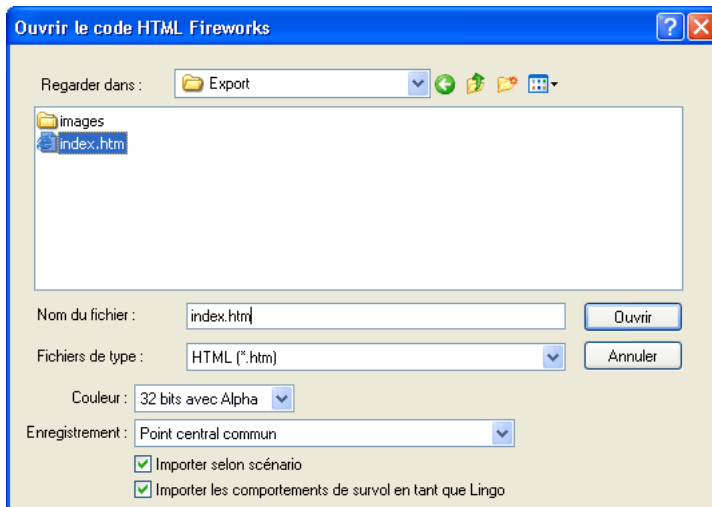 Ouvrir le code HTML Fireworks
Regarder dans : Export
images
index.htm
Nom du fichier : index.htm Ouvrir
Fichiers de type : HTML (*.htm) Annuler
Couleur : 32 bits avec Alpha
Enregistrement : Point central commun
Importer selon scénario
Importer les comportements de survol en tant que Lingo